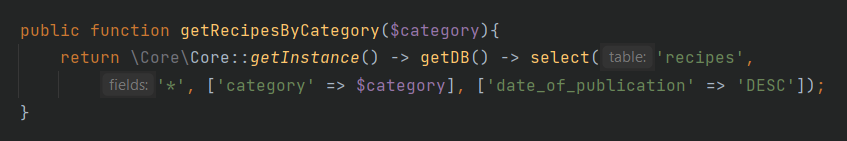 public function getRecipesByCategory($category){
return \Core\Core::getInstance() -> getDB() -> select( table: 'recipes',
fields: '*', ['category' => $category], ['date_of_publication' => 'DESC']);
}